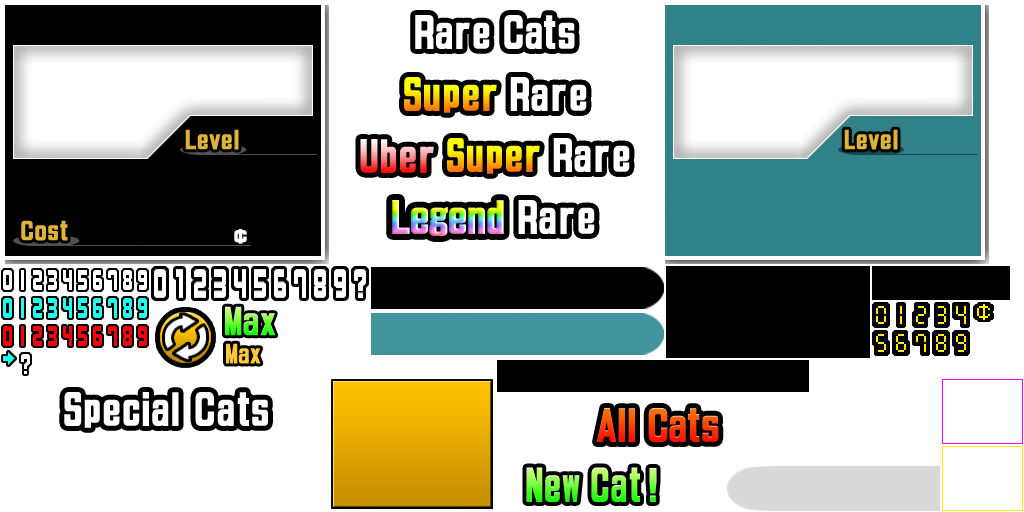 Rare Cats
Super Rare
Uber Super Rare
Legend Rare
Level
Cost ¢
Level
0123456789
0123456789?
0123456789
0123456789
?
Max
Max
01234¢
56789
Special Cats
All Cats
New Cat!